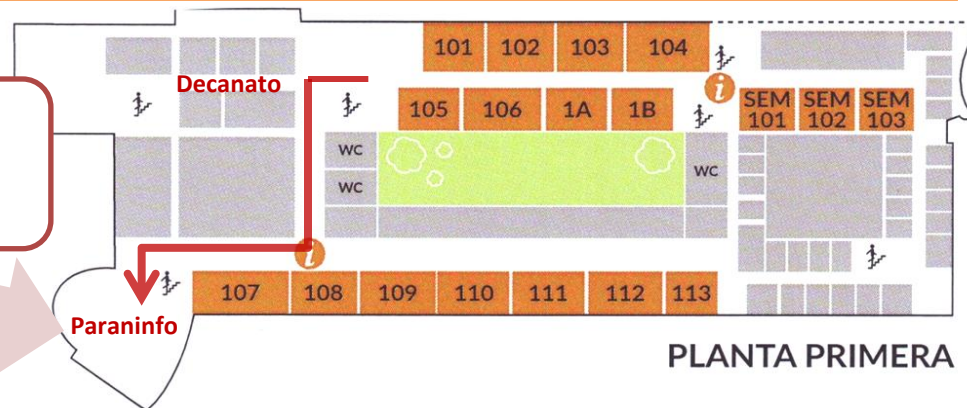 101 102 103 104
Decanato
105 106 1A 1B
SEM 101
SEM 102
SEM 103
WC
WC
WC
i
i
107 108 109 110 111 112 113
Paraninfo
PLANTA PRIMERA